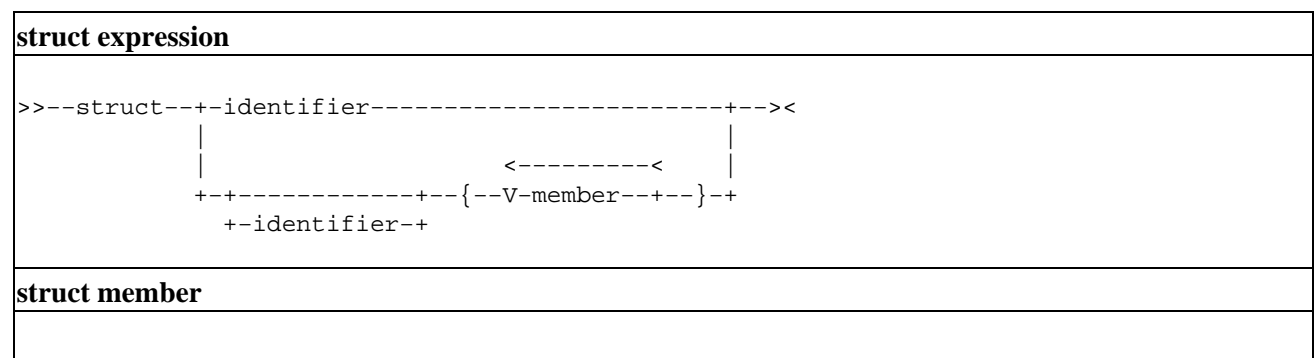 struct expression
>>--struct--+-identifier------------------------+--><
            |                                   |
            |                    <---------<    |
            +-+------------+--{--V-member--+--}-+
              +-identifier-+
struct member